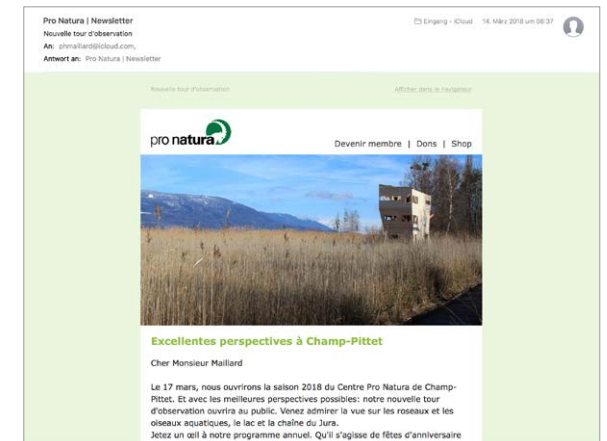 Pro Natura | Newsletter
Eingang - iCloud 14. März 2018 um 06:37
Nouvelle tour d'observation
An: phmaillard@icloud.com,
Antwort an: Pro Natura | Newsletter
Nouvelle tour d'observation
Afficher dans le navigateur
pro natura
Devenir membre | Dons | Shop
Excellentes perspectives à Champ-Pittet
Cher Monsieur Maillard
Le 17 mars, nous ouvrirons la saison 2018 du Centre Pro Natura de Champ-
Pittet. Et avec les meilleures perspectives possibles: notre nouvelle tour
d'observation ouvrira au public. Venez admirer la vue sur les roseaux et les
oiseaux aquatiques, le lac et la chaîne du Jura.
Jetez un œil à notre programme annuel. Qu'il s'agisse de fêtes d'anniversaire